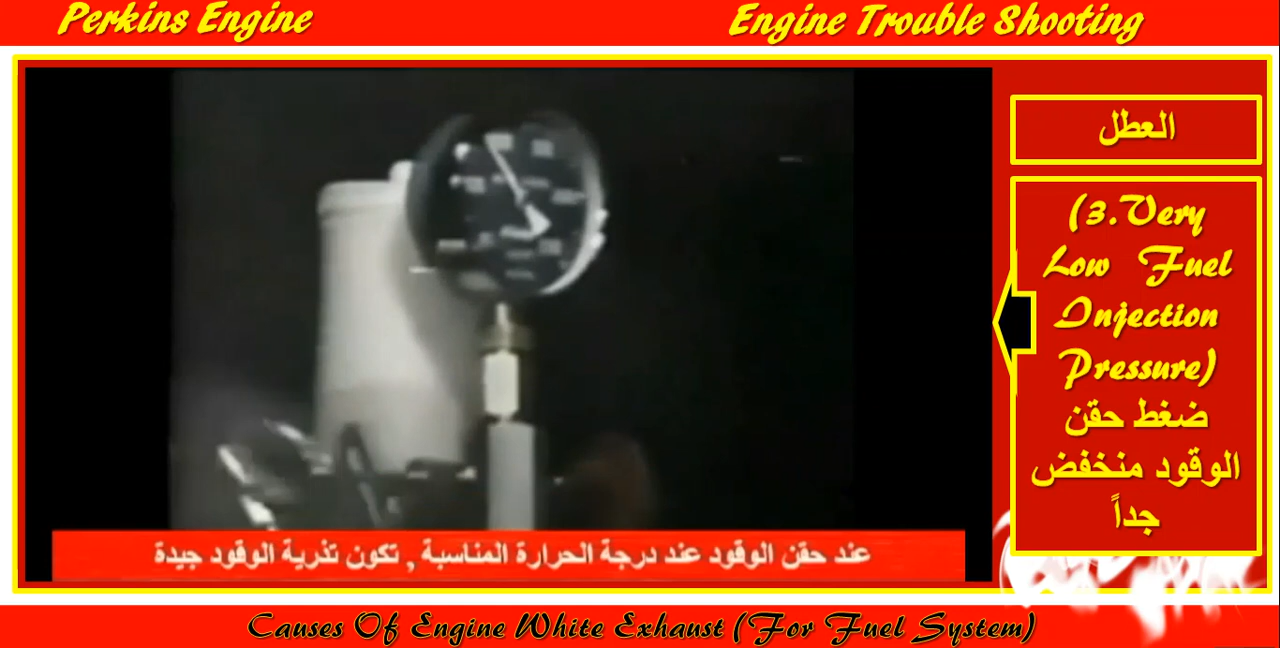 Perkins Engine
Engine Trouble Shooting
العطل
(3.Very
Low Fuel
Injection
Pressure)
ضغط حقن
الوقود منخفض
جداً
عند حقن الوقود عند درجة الحرارة المناسبة , تكون تذرية الوقود جيدة
Causes Of Engine White Exhaust (For Fuel System)